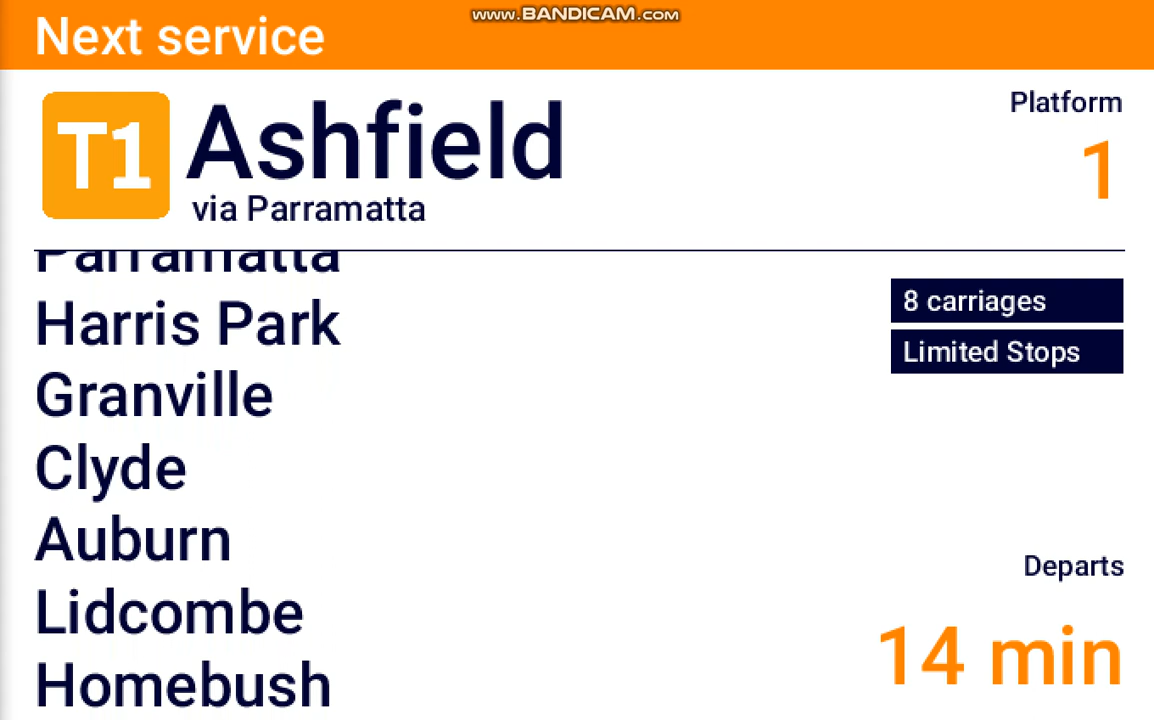 www.BANDICAM.com
Next service
T1
Ashfield
via Parramatta
Platform
1
Parramatta
Harris Park
Granville
Clyde
Auburn
Lidcombe
Homebush
8 carriages
Limited Stops
Departs
14 min